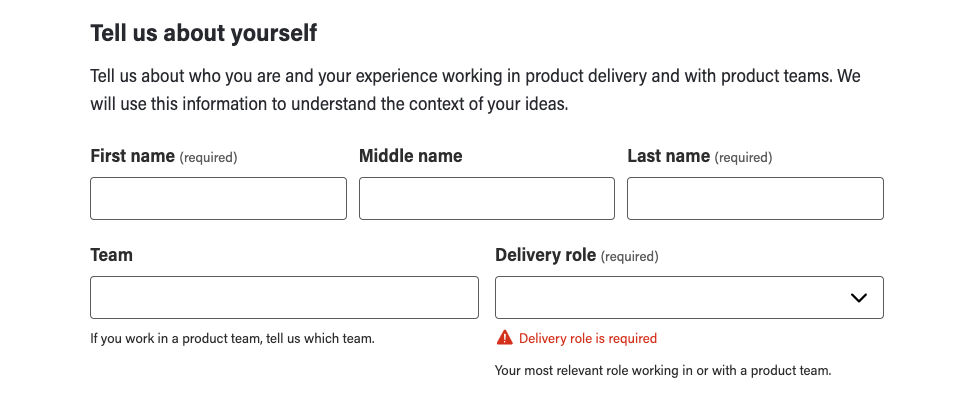 Tell us about yourself
Tell us about who you are and your experience working in product delivery and with product teams. We
will use this information to understand the context of your ideas.
First name (required)
Middle name
Last name (required)
Team
Delivery role (required)
If you work in a product team, tell us which team.
Delivery role is required
Your most relevant role working in or with a product team.